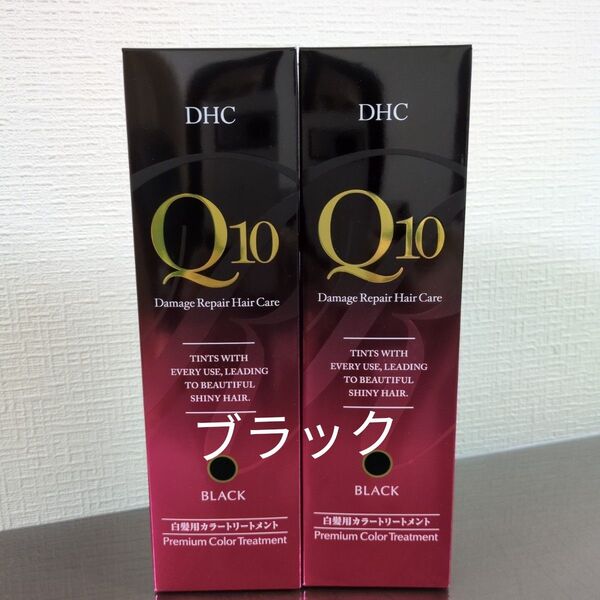 DHC
Q10
Damage Repair Hair Care
TINTS WITH
EVERY USE, LEADING
TO BEAUTIFUL
SHINY HAIR.
BLACK
白髪用カラートリートメント
Premium Color Treatment
DHC
Q10
Damage Repair Hair Care
TINTS WITH
EVERY USE, LEADING
TO BEAUTIFUL
SHINY HAIR.
BLACK
白髪用カラートリートメント
Premium Color Treatment
ブラック